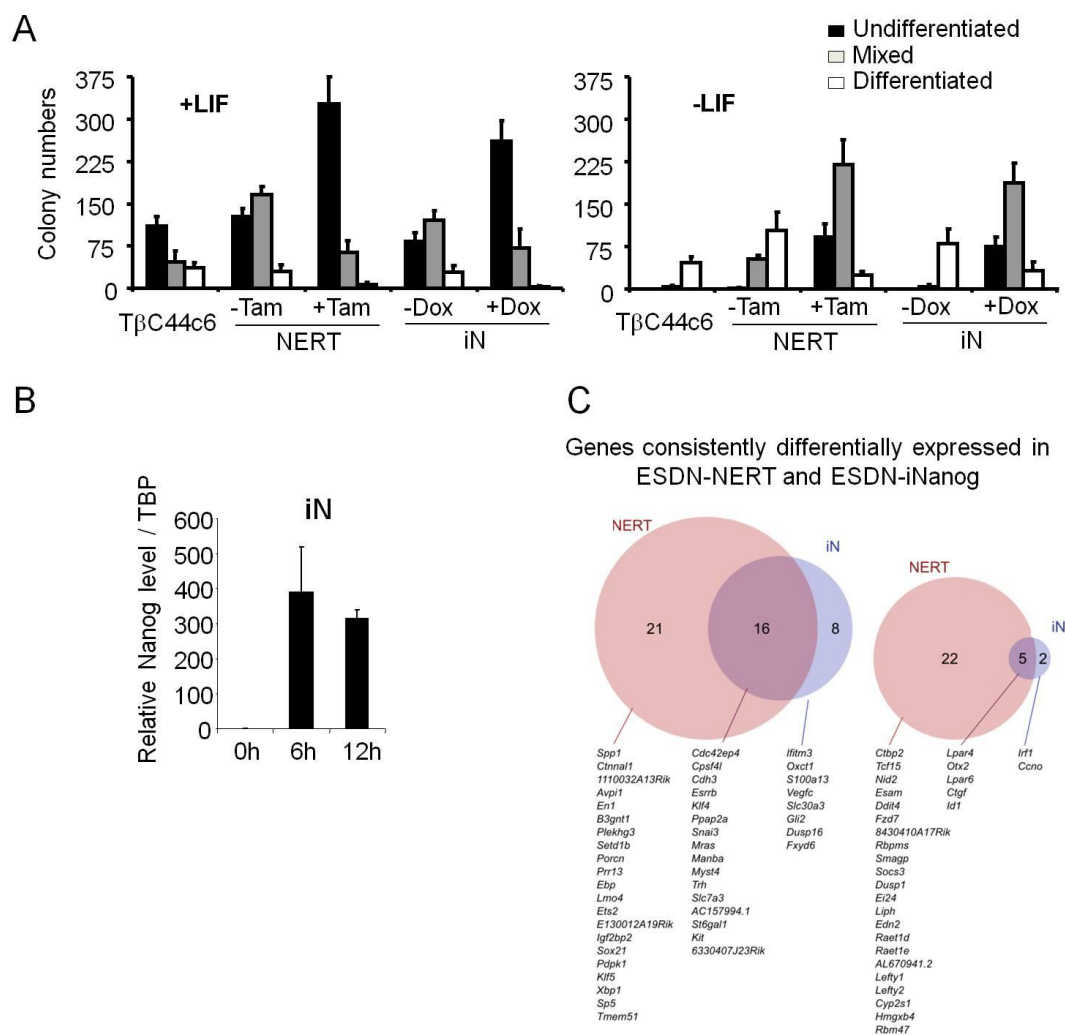 A
Undifferentiated
Mixed
Differentiated
Colony numbers
375
300
225
150
75
0
+LIF
TβC44c6
-Tam
+Tam
NERT
-Dox
+Dox
iN
375
300
225
150
75
0
-LIF
TβC44c6
-Tam
+Tam
NERT
-Dox
+Dox
iN
B
iN
Relative Nanog level / TBP
600
500
400
300
200
100
0
0h
6h
12h
C
Genes consistently differentially expressed in
ESDN-NERT and ESDN-iNanog
NERT
iN
21
16
8
Spp1
Ctnnal1
1110032A13Rik
Avpi1
En1
B3gnt1
Plekhg3
Setd1b
Porcn
Prr13
Ebp
Lmo4
Ets2
E130012A19Rik
Igf2bp2
Sox21
Pdpk1
Klf5
Xbp1
Sp5
Tmem51
Cdc42ep4
Cpsf4l
Cdh3
Esrrb
Klf4
Ppap2a
Snai3
Mras
Manba
Myst4
Trh
Slc7a3
AC157994.1
St6gal1
Kit
6330407J23Rik
Ifitm3
Oxct1
S100a13
Vegfc
Slc30a3
Gli2
Dusp16
Fxyd6
NERT
iN
22
5
2
Ctbp2
Tcf15
Nid2
Esam
Ddit4
Fzd7
8430410A17Rik
Rbpms
Smagp
Socs3
Dusp1
Ei24
Liph
Edn2
Raet1d
Raet1e
AL670941.2
Lefty1
Lefty2
Cyp2s1
Hmgxb4
Rbm47
Lpar4
Otx2
Lpar6
Ctgf
Id1
Irf1
Ccno